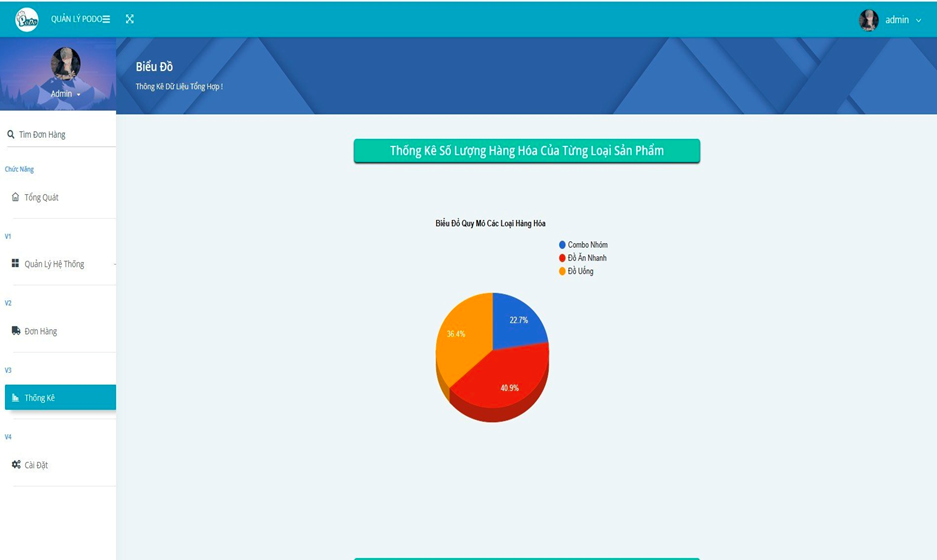 PoDo
QUẢN LÝ PODO
admin
Admin
Tìm Đơn Hàng
Chức Năng
Tổng Quát
V1
Quản Lý Hệ Thống
V2
Đơn Hàng
V3
Thống Kê
V4
Cài Đặt
Biểu Đồ
Thông Kê Dữ Liệu Tổng Hợp !
Thống Kê Số Lượng Hàng Hóa Của Từng Loại Sản Phẩm
Biểu Đồ Quy Mô Các Loại Hàng Hóa
Combo Nhóm
Đồ Ăn Nhanh
Đồ Uống
22.7%
36.4%
40.9%